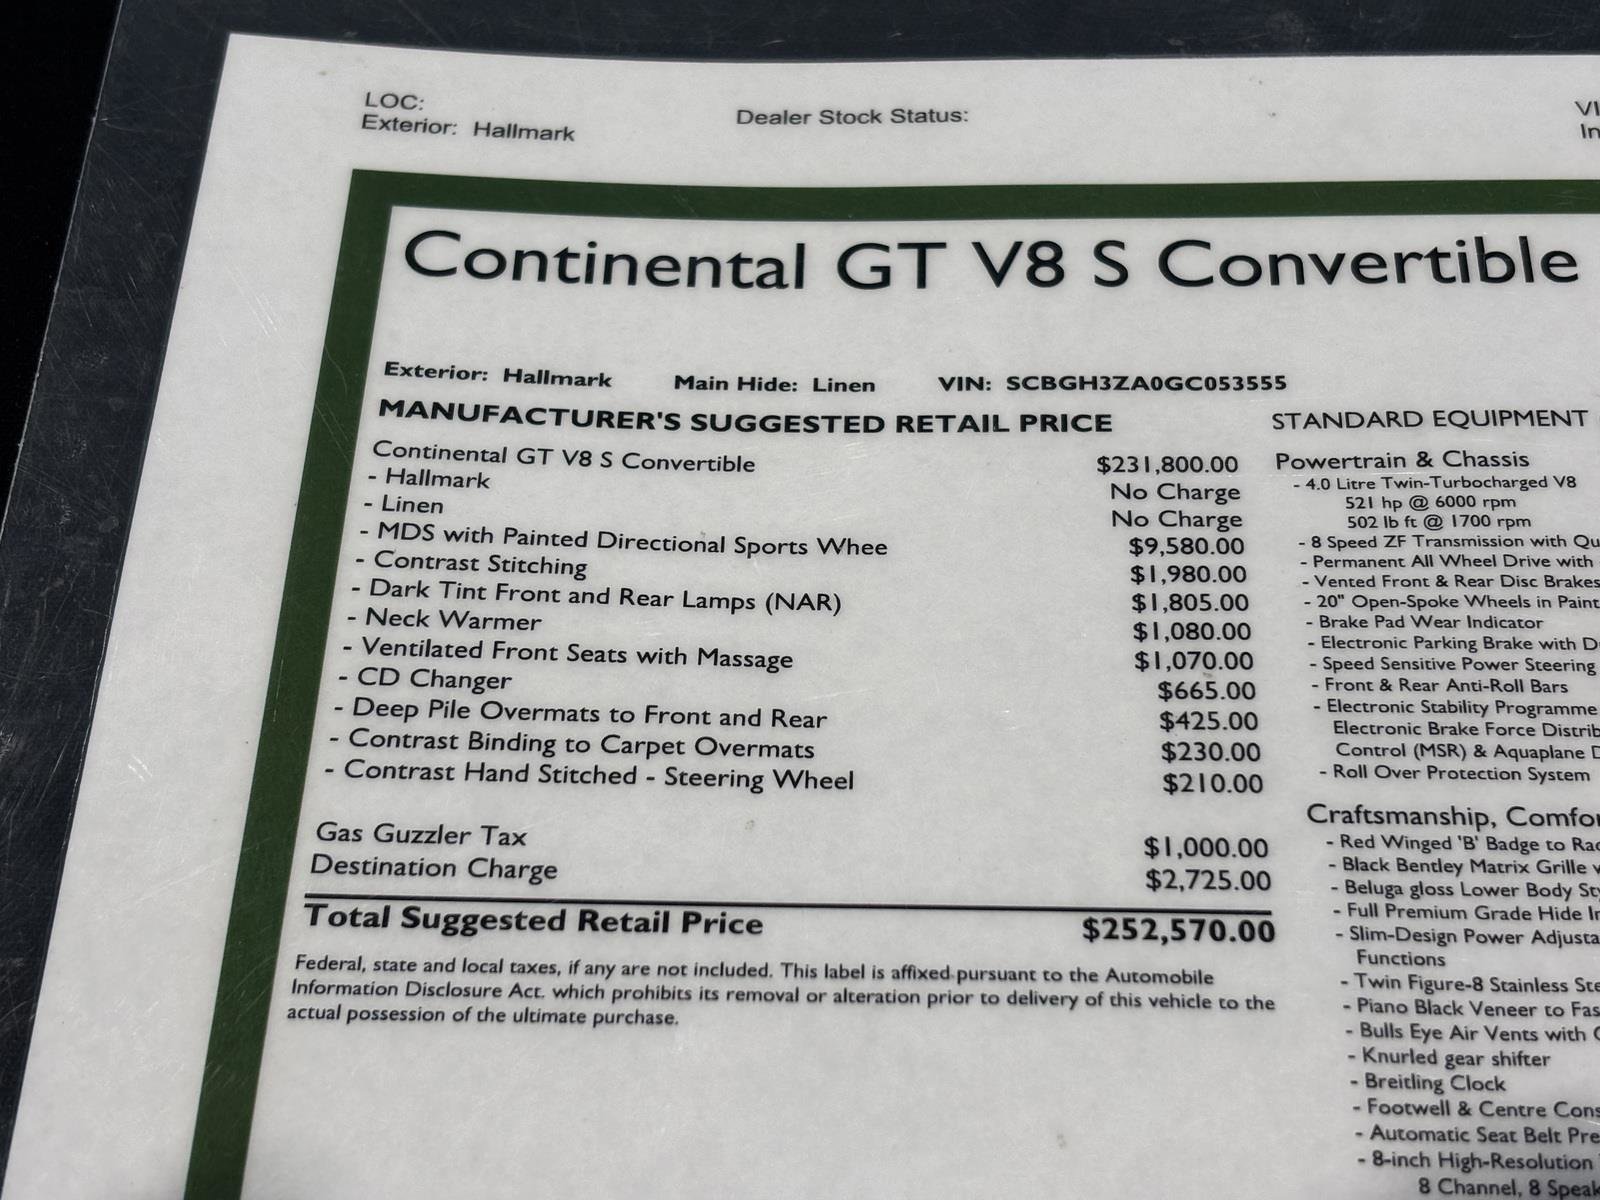 LOC:
Exterior: Hallmark
Dealer Stock Status:
Continental GT V8 S Convertible
Exterior: Hallmark Main Hide: Linen VIN: SCBGH3ZA0GC053555
MANUFACTURER'S SUGGESTED RETAIL PRICE
Continental GT V8 S Convertible $231,800.00
- Hallmark No Charge
- Linen No Charge
- MDS with Painted Directional Sports Whee $9,580.00
- Contrast Stitching $1,980.00
- Dark Tint Front and Rear Lamps (NAR) $1,805.00
- Neck Warmer $1,080.00
- Ventilated Front Seats with Massage $1,070.00
- CD Changer $665.00
- Deep Pile Overmats to Front and Rear $425.00
- Contrast Binding to Carpet Overmats $230.00
- Contrast Hand Stitched - Steering Wheel $210.00
Gas Guzzler Tax $1,000.00
Destination Charge $2,725.00
Total Suggested Retail Price $252,570.00
Federal, state and local taxes, if any are not included. This label is affixed pursuant to the Automobile
Information Disclosure Act. which prohibits its removal or alteration prior to delivery of this vehicle to the
actual possession of the ultimate purchase.
STANDARD EQUIPMENT
Powertrain & Chassis
- 4.0 Litre Twin-Turbocharged V8
521 hp @ 6000 rpm
502 lb ft @ 1700 rpm
- 8 Speed ZF Transmission with Qu
- Permanent All Wheel Drive with
- Vented Front & Rear Disc Brakes
- 20" Open-Spoke Wheels in Paint
- Brake Pad Wear Indicator
- Electronic Parking Brake with D
- Speed Sensitive Power Steering
- Front & Rear Anti-Roll Bars
- Electronic Stability Programme
Electronic Brake Force Distrib
Control (MSR) & Aquaplane D
- Roll Over Protection System
Craftsmanship, Comfo
- Red Winged 'B' Badge to Rad
- Black Bentley Matrix Grille w
- Beluga gloss Lower Body Sty
- Full Premium Grade Hide In
- Slim-Design Power Adjusta
Functions
- Twin Figure-8 Stainless Ste
- Piano Black Veneer to Fas
- Bulls Eye Air Vents with
- Knurled gear shifter
- Breitling Clock
- Footwell & Centre Cons
- Automatic Seat Belt Pre
- 8-inch High-Resolution
8 Channel, 8 Speak